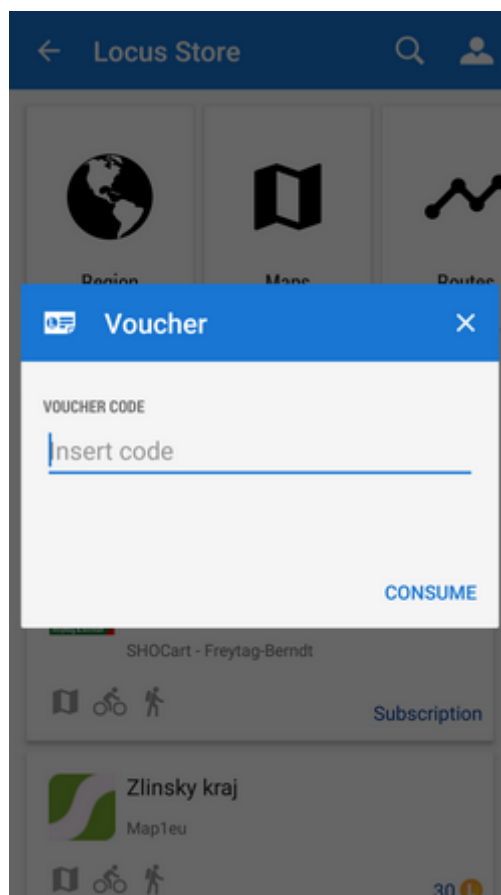 Locus Store
Region Maps Routes
Voucher
VOUCHER CODE
Insert code
CONSUME
SHOCart - Freytag-Berndt
Subscription
Zlinsky kraj
Map1eu
30 L